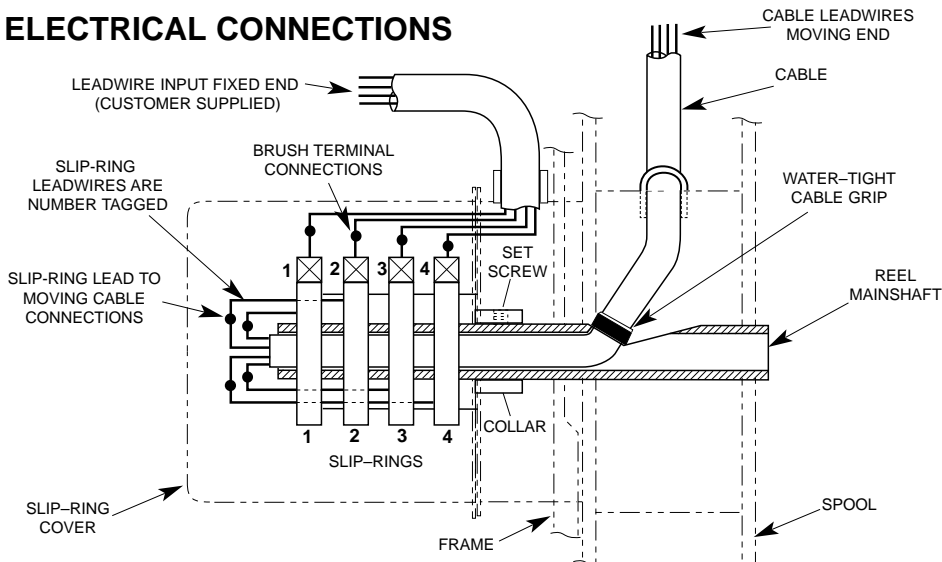 ELECTRICAL CONNECTIONS
CABLE LEADWIRES
MOVING END
LEADWIRE INPUT FIXED END
(CUSTOMER SUPPLIED)
CABLE
BRUSH TERMINAL
CONNECTIONS
SLIP-RING
LEADWIRES ARE
NUMBER TAGGED
WATER–TIGHT
CABLE GRIP
SET
SCREW
1 2 3 4
SLIP-RING LEAD TO
MOVING CABLE
CONNECTIONS
REEL
MAINSHAFT
COLLAR
1 2 3 4
SLIP–RINGS
SLIP–RING
COVER
FRAME
SPOOL